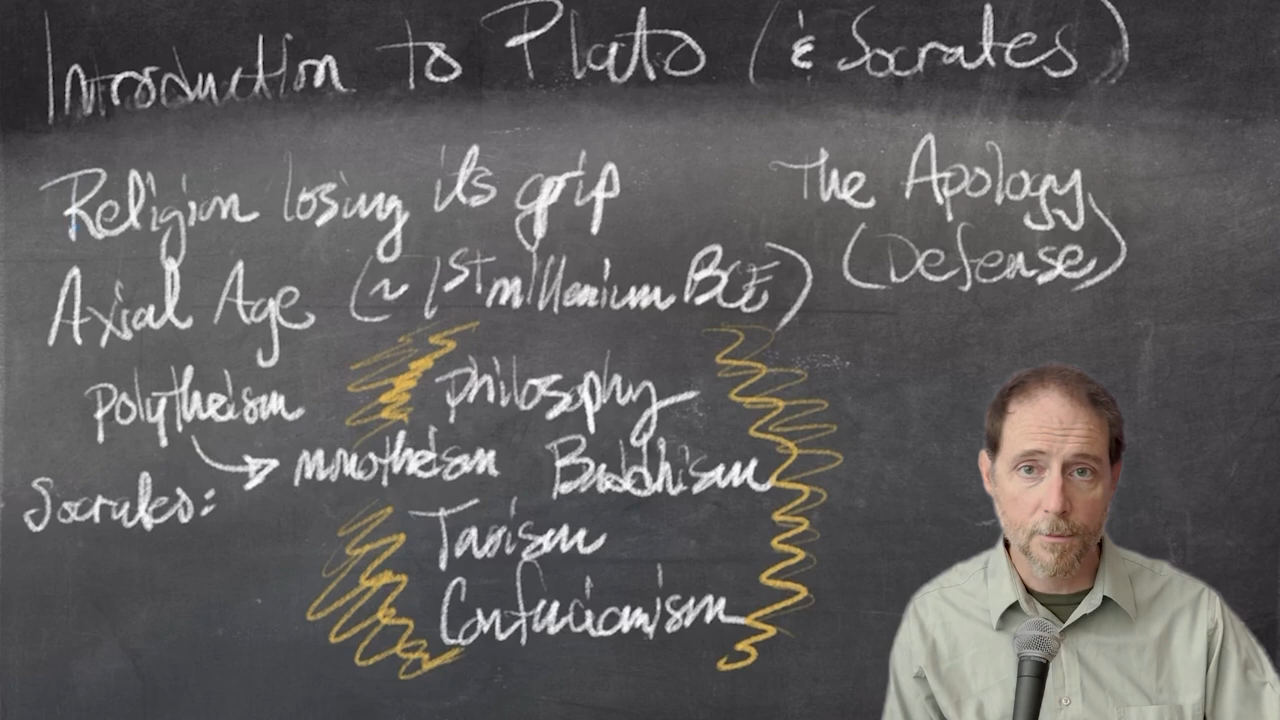 Introduction to Plato (& Socrates)
Religion losing its grip
Axial Age (~ 1st millenium BCE)
Polytheism
philosophy
monotheism Buddhism
Socrates:
Taoism
Confucianism
The Apology
(Defense)